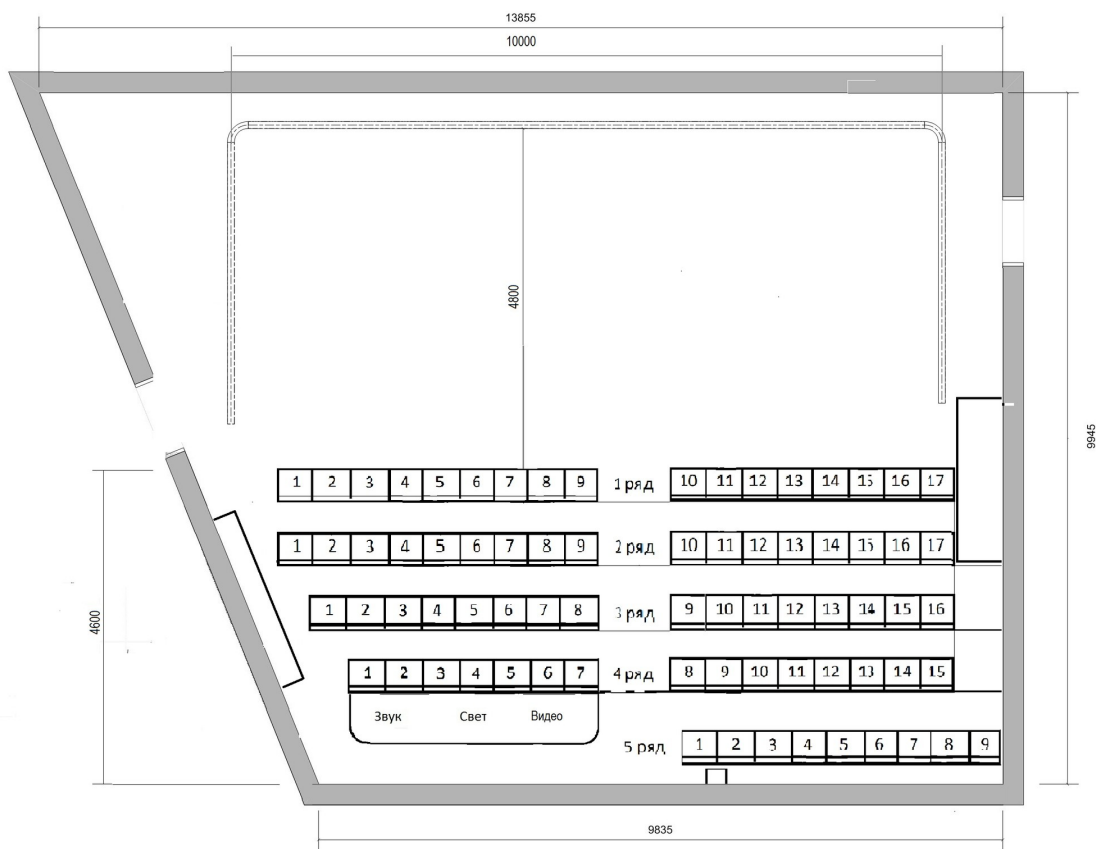 13855
10000
4800
9945
4600
1 2 3 4 5 6 7 8 9 1 ряд 10 11 12 13 14 15 16 17
1 2 3 4 5 6 7 8 9 2 ряд 10 11 12 13 14 15 16 17
1 2 3 4 5 6 7 8 3 ряд 9 10 11 12 13 14 15 16
1 2 3 4 5 6 7 4 ряд 8 9 10 11 12 13 14 15
Звук Свет Видео
5 ряд 1 2 3 4 5 6 7 8 9
9835